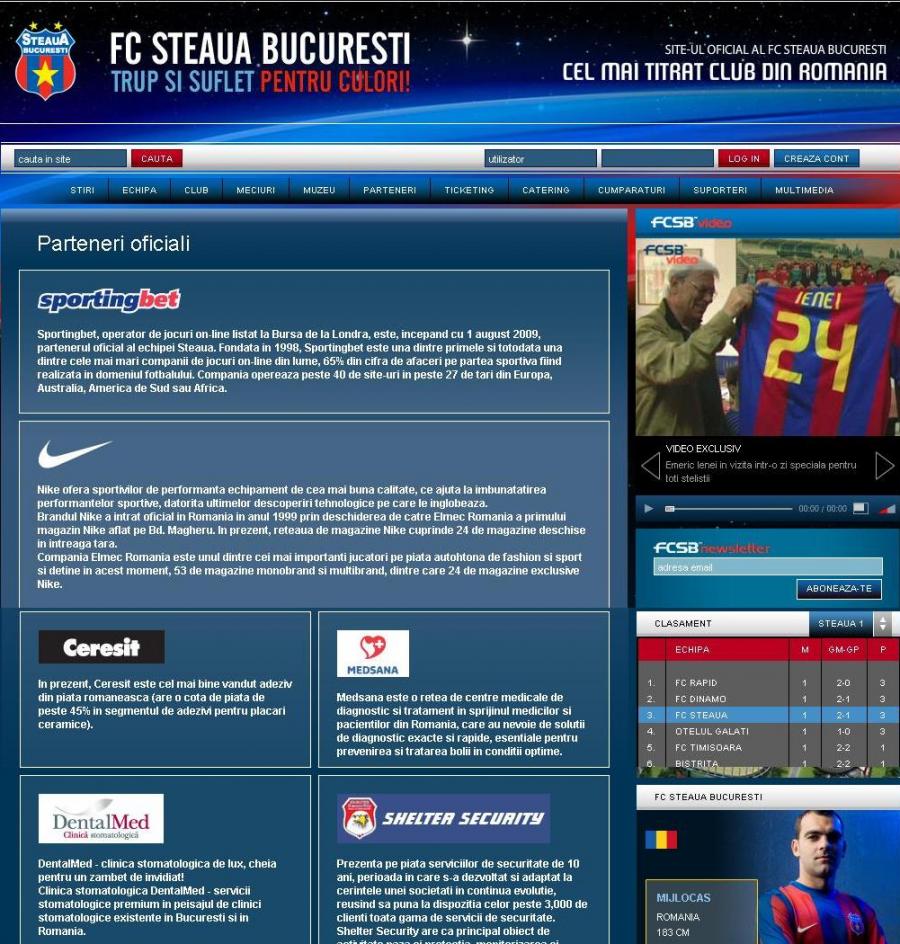 STEAUA
BUCURESTI
FC STEAUA BUCURESTI
TRUP SI SUFLET PENTRU CULORI!
SITE-UL OFICIAL AL FC STEAUA BUCURESTI
CEL MAI TITRAT CLUB DIN ROMANIA
cauta in site
CAUTA
utilizator
LOG IN
CREAZA CONT
STIRI
ECHIPA
CLUB
MECIURI
MUZEU
PARTENERI
TICKETING
CATERING
CUMPARATURI
SUPORTERI
MULTIMEDIA
Parteneri oficiali
sportingbet
Sportingbet, operator de jocuri on-line listat la Bursa de la Londra, este, incepand cu 1 august 2009,
partenerul oficial al echipei Steaua. Fondata in 1998, Sportingbet este una dintre primele si totodata una
dintre cele mai mari companii de jocuri on-line din lume, 65% din cifra de afaceri pe partea sportiva fiind
realizata in domeniul fotbalului. Compania opereaza peste 40 de site-uri in peste 27 de tari din Europa,
Australia, America de Sud sau Africa.
Nike ofera sportivilor de performanta echipament de cea mai buna calitate, ce ajuta la imbunatatirea
performantelor sportive, datorita ultimelor descoperiri tehnologice pe care le inglobeaza.
Brandul Nike a intrat oficial in Romania in anul 1999 prin deschiderea de catre Elmec Romania a primului
magazin Nike aflat pe Bd. Magheru. In prezent, reteaua de magazine Nike cuprinde 24 de magazine deschise
in intreaga tara.
Compania Elmec Romania este unul dintre cei mai importanti jucatori pe piata autohtona de fashion si sport
si detine in acest moment, 53 de magazine monobrand si multibrand, dintre care 24 de magazine exclusive
Nike.
Ceresit
In prezent, Ceresit este cel mai bine vandut adeziv
din piata romaneasca (are o cota de piata de
peste 45% in segmentul de adezivi pentru placari
ceramice).
MEDSANA
Medsana este o retea de centre medicale de
diagnostic si tratament in sprijinul medicilor si
pacientilor din Romania, care au nevoie de solutii
de diagnostic exacte si rapide, esentiale pentru
prevenirea si tratarea bolii in conditii optime.
DentalMed
Clinică stomatologică
DentalMed - clinica stomatologica de lux, cheia
pentru un zambet de invidiat!
Clinica stomatologica DentalMed - servicii
stomatologice premium in peisajul de clinici
stomatologice existente in Bucuresti si in
Romania.
SHELTER SECURITY
Prezenta pe piata serviciilor de securitate de 10
ani, perioada in care s-a dezvoltat si adaptat la
cerintele unei societati in continua evolutie,
reusind sa puna la dispozitia celor peste 3,000 de
clienti toata gama de servicii de securitate.
Shelter Security are ca principal obiect de
activitate paza si protectia, monitorizarea si
FCSB video
FCSB
video
IENEI
24
VIDEO EXCLUSIV
Emeric Ienei in vizita intr-o zi speciala pentru
toti stelistii
00:00 / 00:00
FCSB newsletter
adresa email
ABONEAZA-TE
CLASAMENT
STEAUA 1
ECHIPA M GM-GP P
1. FC RAPID 1 2-0 3
2. FC DINAMO 1 2-1 3
3. FC STEAUA 1 2-1 3
4. OTELUL GALATI 1 1-0 3
5. FC TIMISOARA 1 2-2 1
6. BISTRITA 1 2-2 1
FC STEAUA BUCURESTI
MIJLOCAS
ROMANIA
183 CM